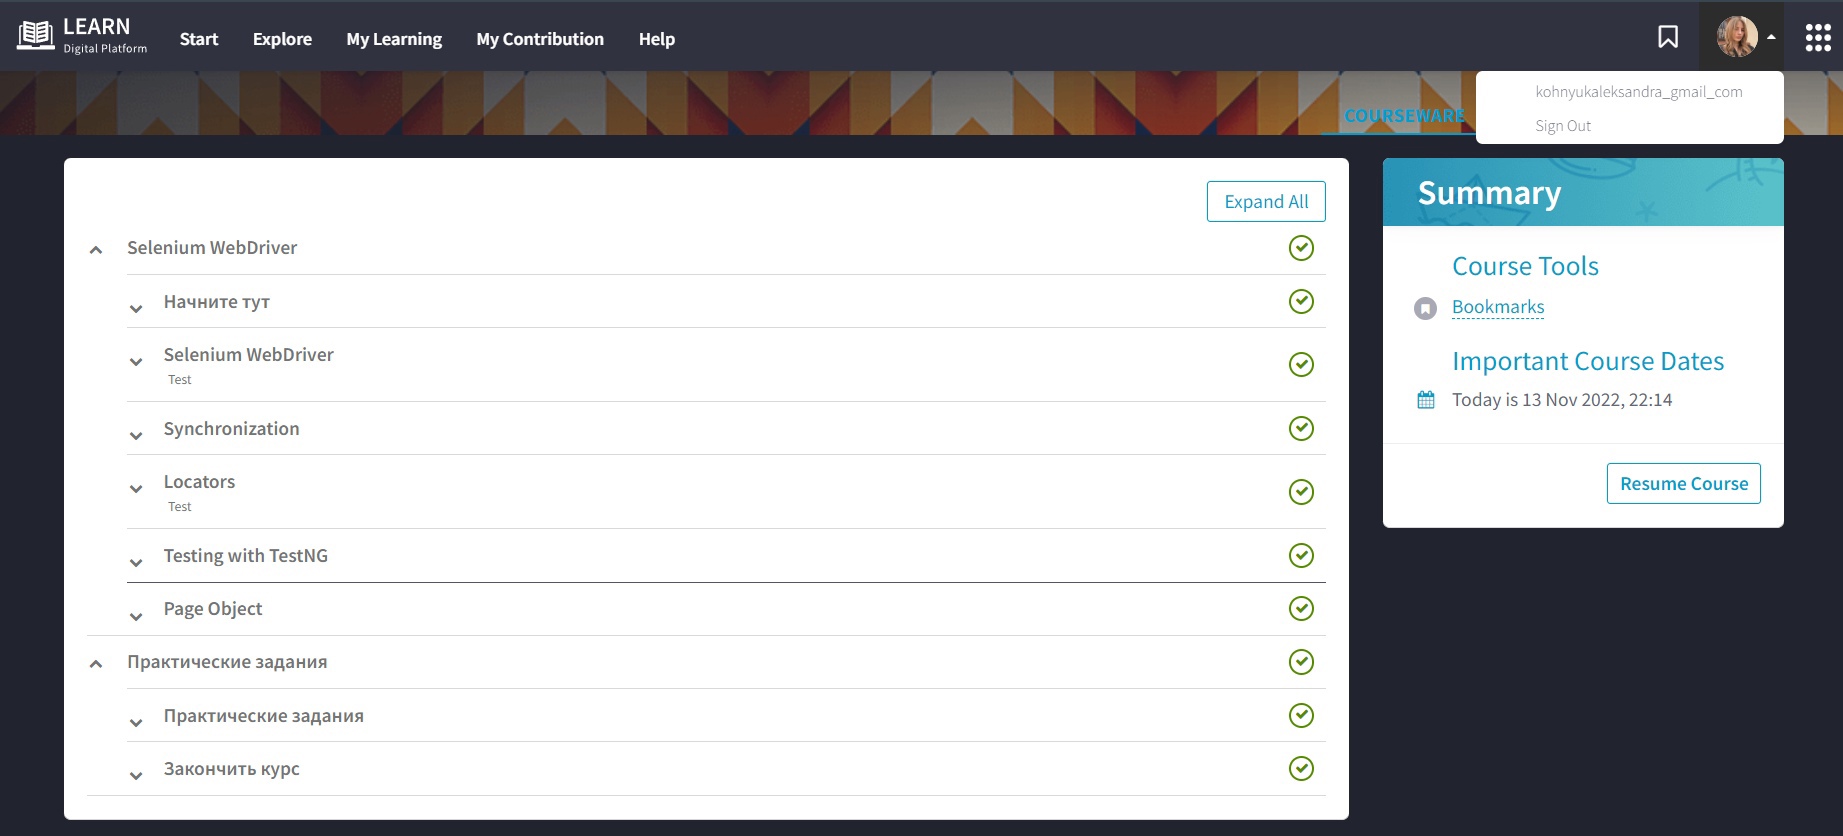 LEARN
Digital Platform
Start
Explore
My Learning
My Contribution
Help
kohnyukaleksandra_gmail_com
Sign Out
COURSEWARE
Expand All
Selenium WebDriver
Начните тут
Selenium WebDriver
Test
Synchronization
Locators
Test
Testing with TestNG
Page Object
Практические задания
Практические задания
Закончить курс
Summary
Course Tools
Bookmarks
Important Course Dates
Today is 13 Nov 2022, 22:14
Resume Course